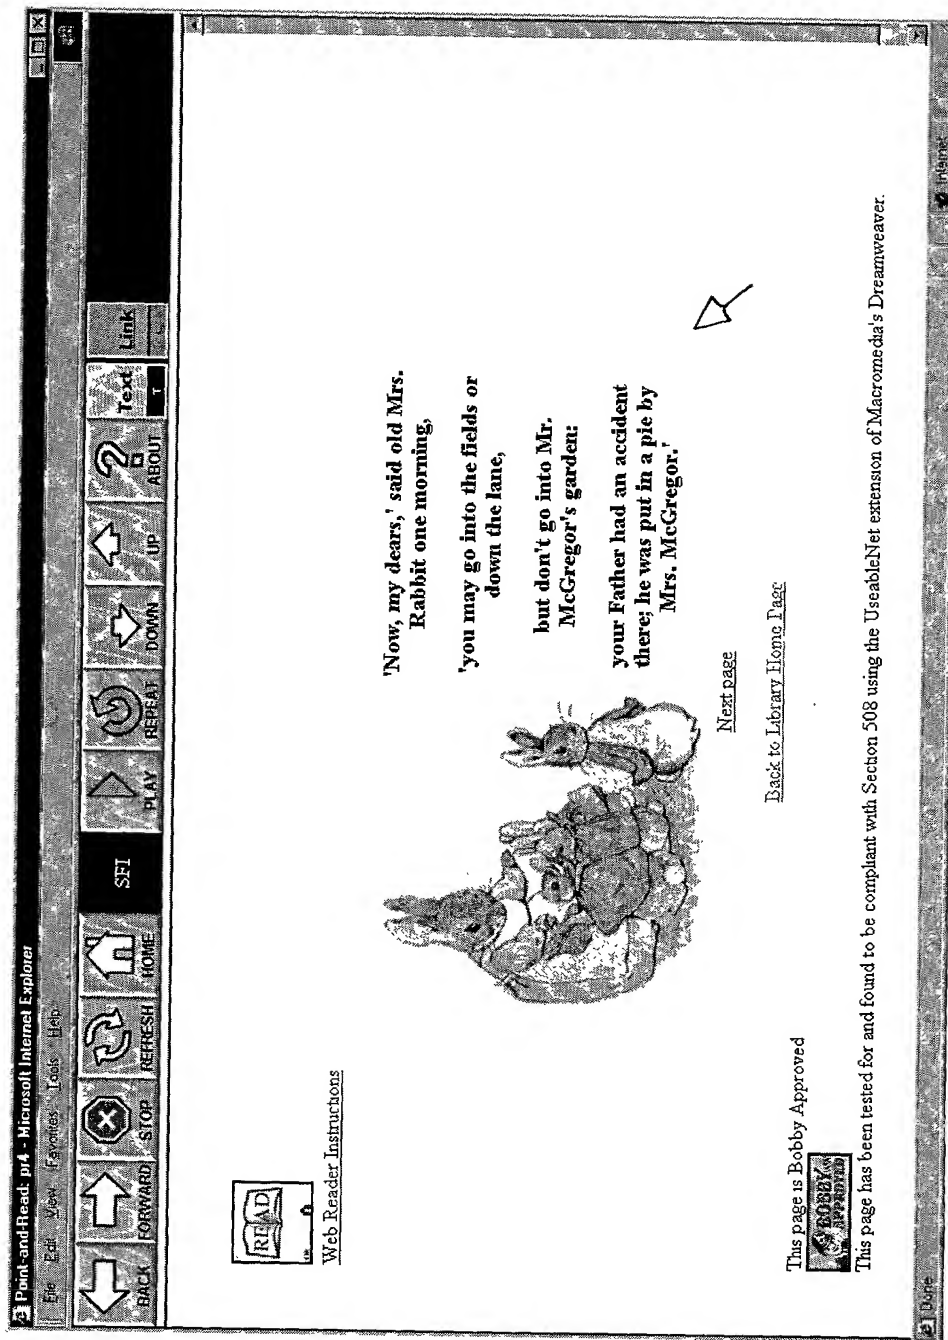 Point-and-Read: pr4 - Microsoft Internet Explorer
File Edit View Favorites Tools Help
BACK FORWARD STOP REFRESH HOME SFI PLAY REPEAT DOWN UP ABOUT Text Link
T L
READ
Web Reader Instructions
'Now, my dears,' said old Mrs.
Rabbit one morning,
'you may go into the fields or
down the lane,
but don't go into Mr.
McGregor's garden:
your Father had an accident
there; he was put in a pie by
Mrs. McGregor.'
Next page
Back to Library Home Page
This page is Bobby Approved
BOBBY
APPROVED
This page has been tested for and found to be compliant with Section 508 using the UseableNet extension of Macromedia's Dreamweaver.
Done Internet